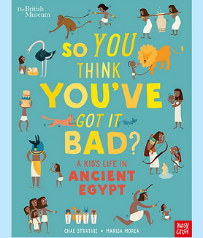 The British
Museum
SO YOU
THINK
YOU'VE
GOT IT
BAD?
A KID'S LIFE IN
ANCIENT
EGYPT
CHAE STRATHIE • MARISA MOREA
nosy
crow